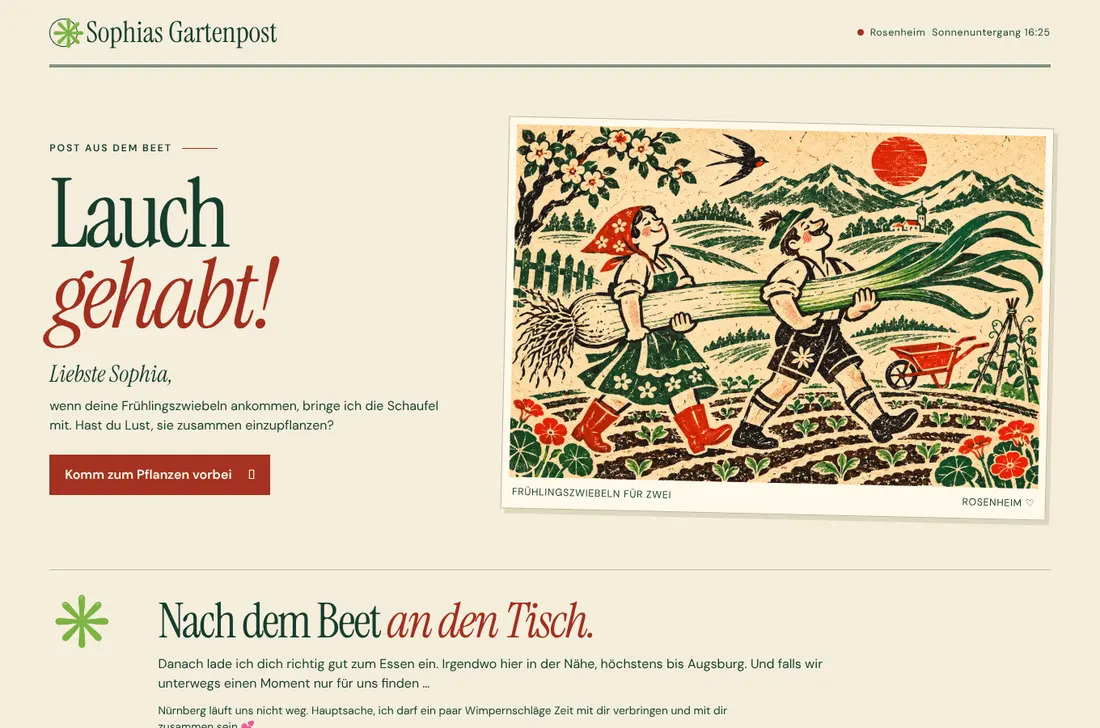 Sophias Gartenpost
Rosenheim Sonnenuntergang 16:25
POST AUS DEM BEET
Lauch
gehabt!
Liebste Sophia,
wenn deine Frühlingszwiebeln ankommen, bringe ich die Schaufel
mit. Hast du Lust, sie zusammen einzupflanzen?
Komm zum Pflanzen vorbei
FRÜHLINGSZWIEBELN FÜR ZWEI
ROSENHEIM ♡
Nach dem Beet an den Tisch.
Danach lade ich dich richtig gut zum Essen ein. Irgendwo hier in der Nähe, höchstens bis Augsburg. Und falls wir
unterwegs einen Moment nur für uns finden …
Nürnberg läuft uns nicht weg. Hauptsache, ich darf ein paar Wimpernschläge Zeit mit dir verbringen und mit dir
zusammen sein 💕